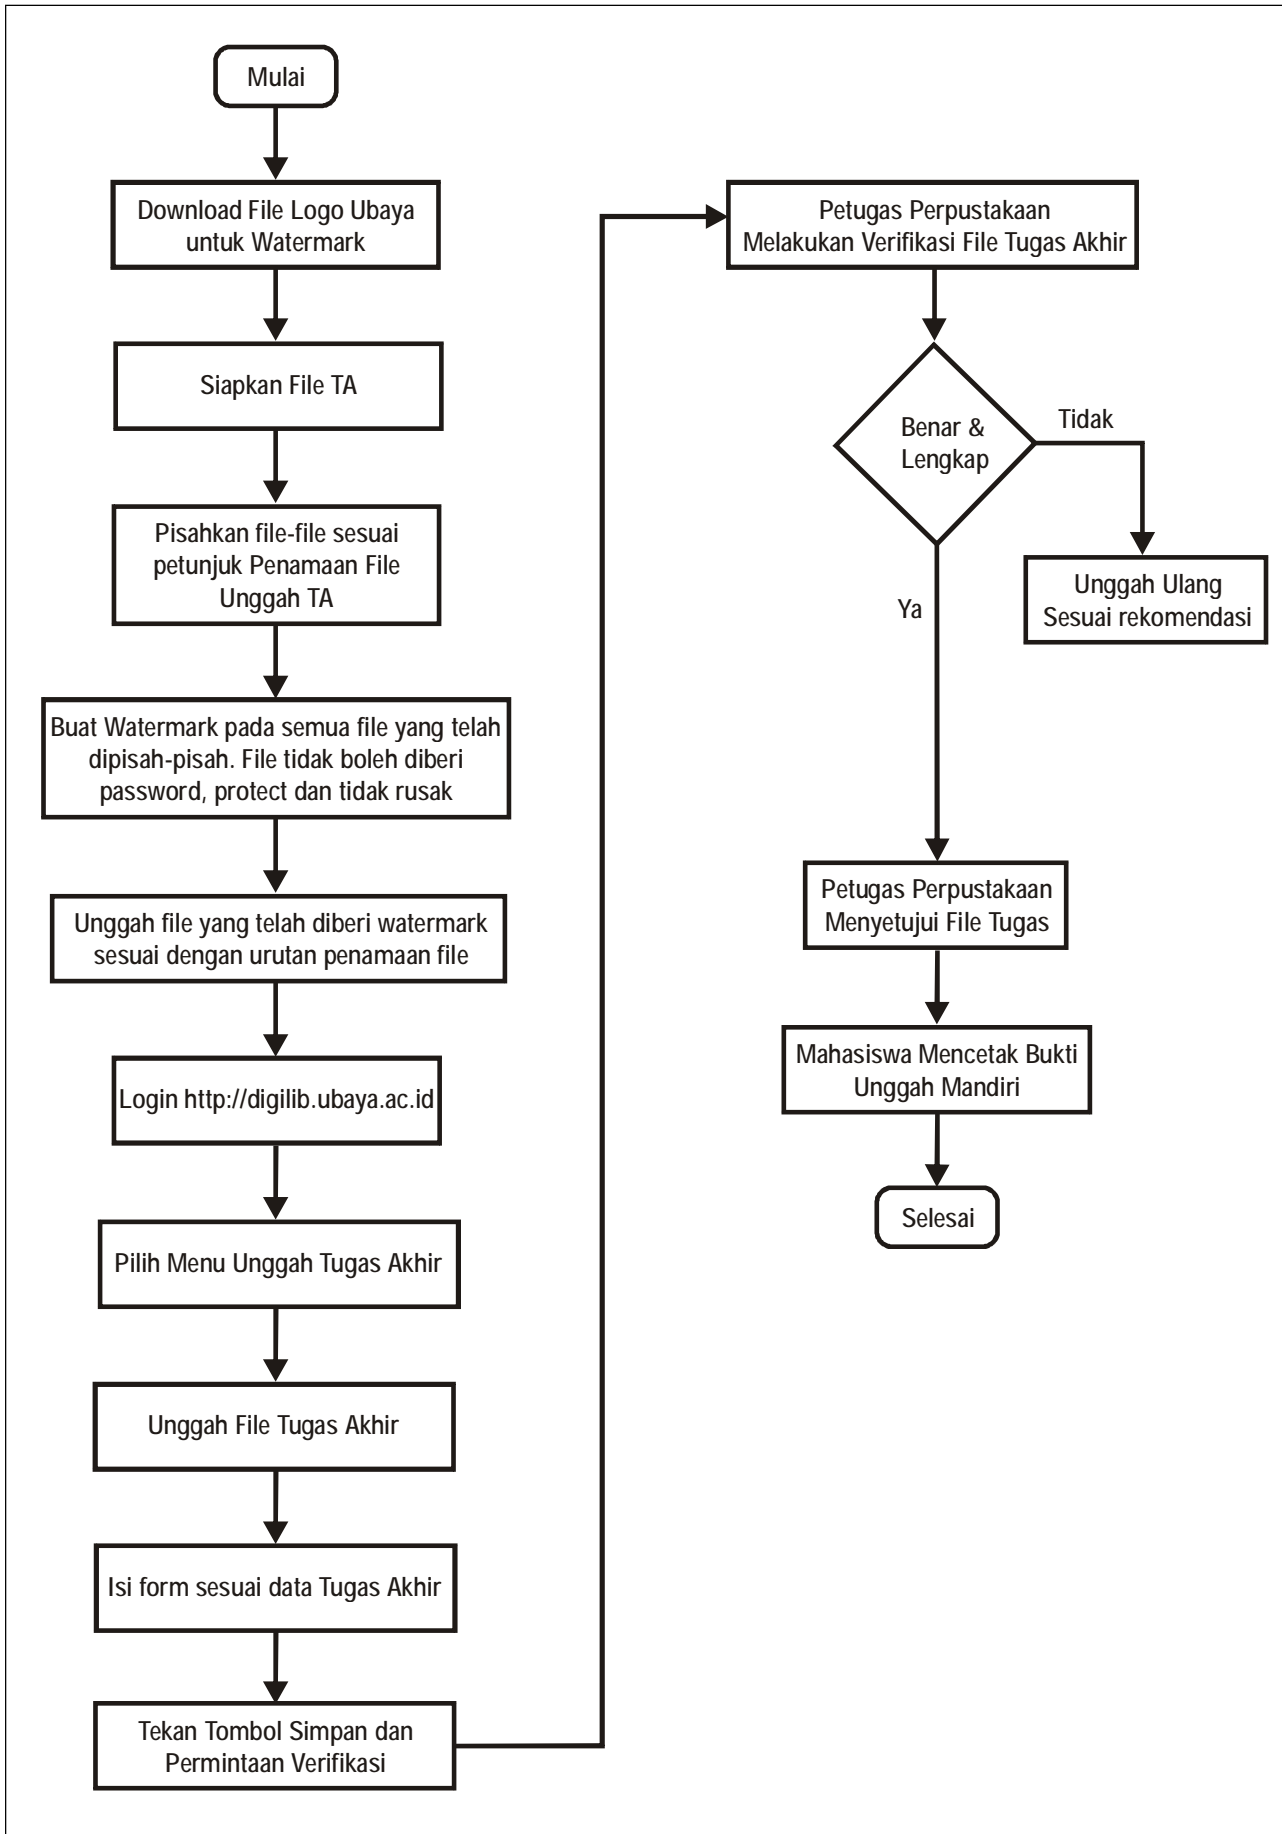 Mulai
Download File Logo Ubaya
untuk Watermark
Siapkan File TA
Pisahkan file-file sesuai
petunjuk Penamaan File
Unggah TA
Buat Watermark pada semua file yang telah
dipisah-pisah. File tidak boleh diberi
password, protect dan tidak rusak
Unggah file yang telah diberi watermark
sesuai dengan urutan penamaan file
Login http://digilib.ubaya.ac.id
Pilih Menu Unggah Tugas Akhir
Unggah File Tugas Akhir
Isi form sesuai data Tugas Akhir
Tekan Tombol Simpan dan
Permintaan Verifikasi
Petugas Perpustakaan
Melakukan Verifikasi File Tugas Akhir
Benar &
Lengkap
Tidak
Unggah Ulang
Sesuai rekomendasi
Ya
Petugas Perpustakaan
Menyetujui File Tugas
Mahasiswa Mencetak Bukti
Unggah Mandiri
Selesai